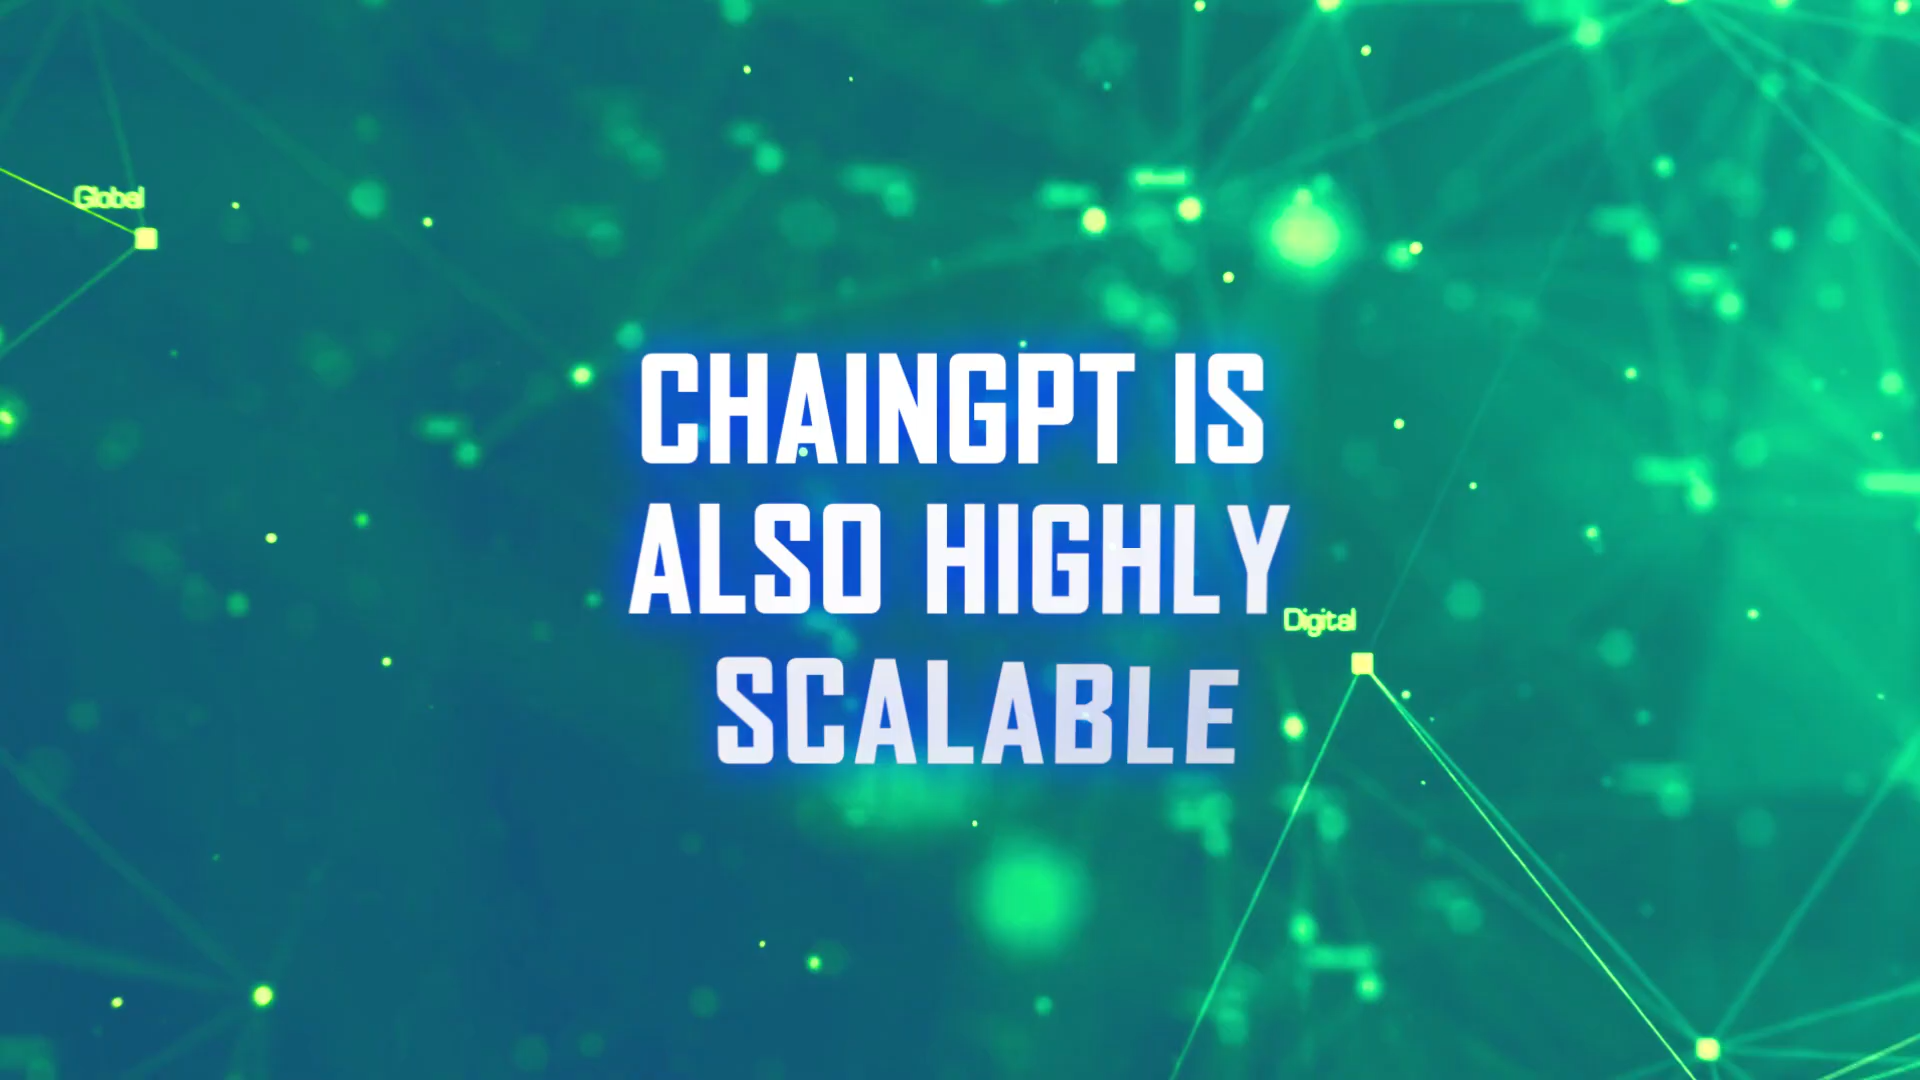 Global
CHAINGPT IS
ALSO HIGHLY
Digital
SCALABLE